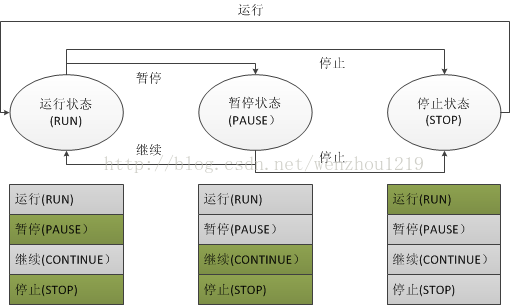 运行
停止
暂停
运行状态
(RUN)
暂停状态
(PAUSE）
停止状态
(STOP)
继续
停止
http://blog.csdn.net/wenzhou1219
运行(RUN)
暂停(PAUSE）
继续(CONTINUE）
停止(STOP)
运行(RUN)
暂停(PAUSE）
继续(CONTINUE）
停止(STOP)
运行(RUN)
暂停(PAUSE）
继续(CONTINUE）
停止(STOP)